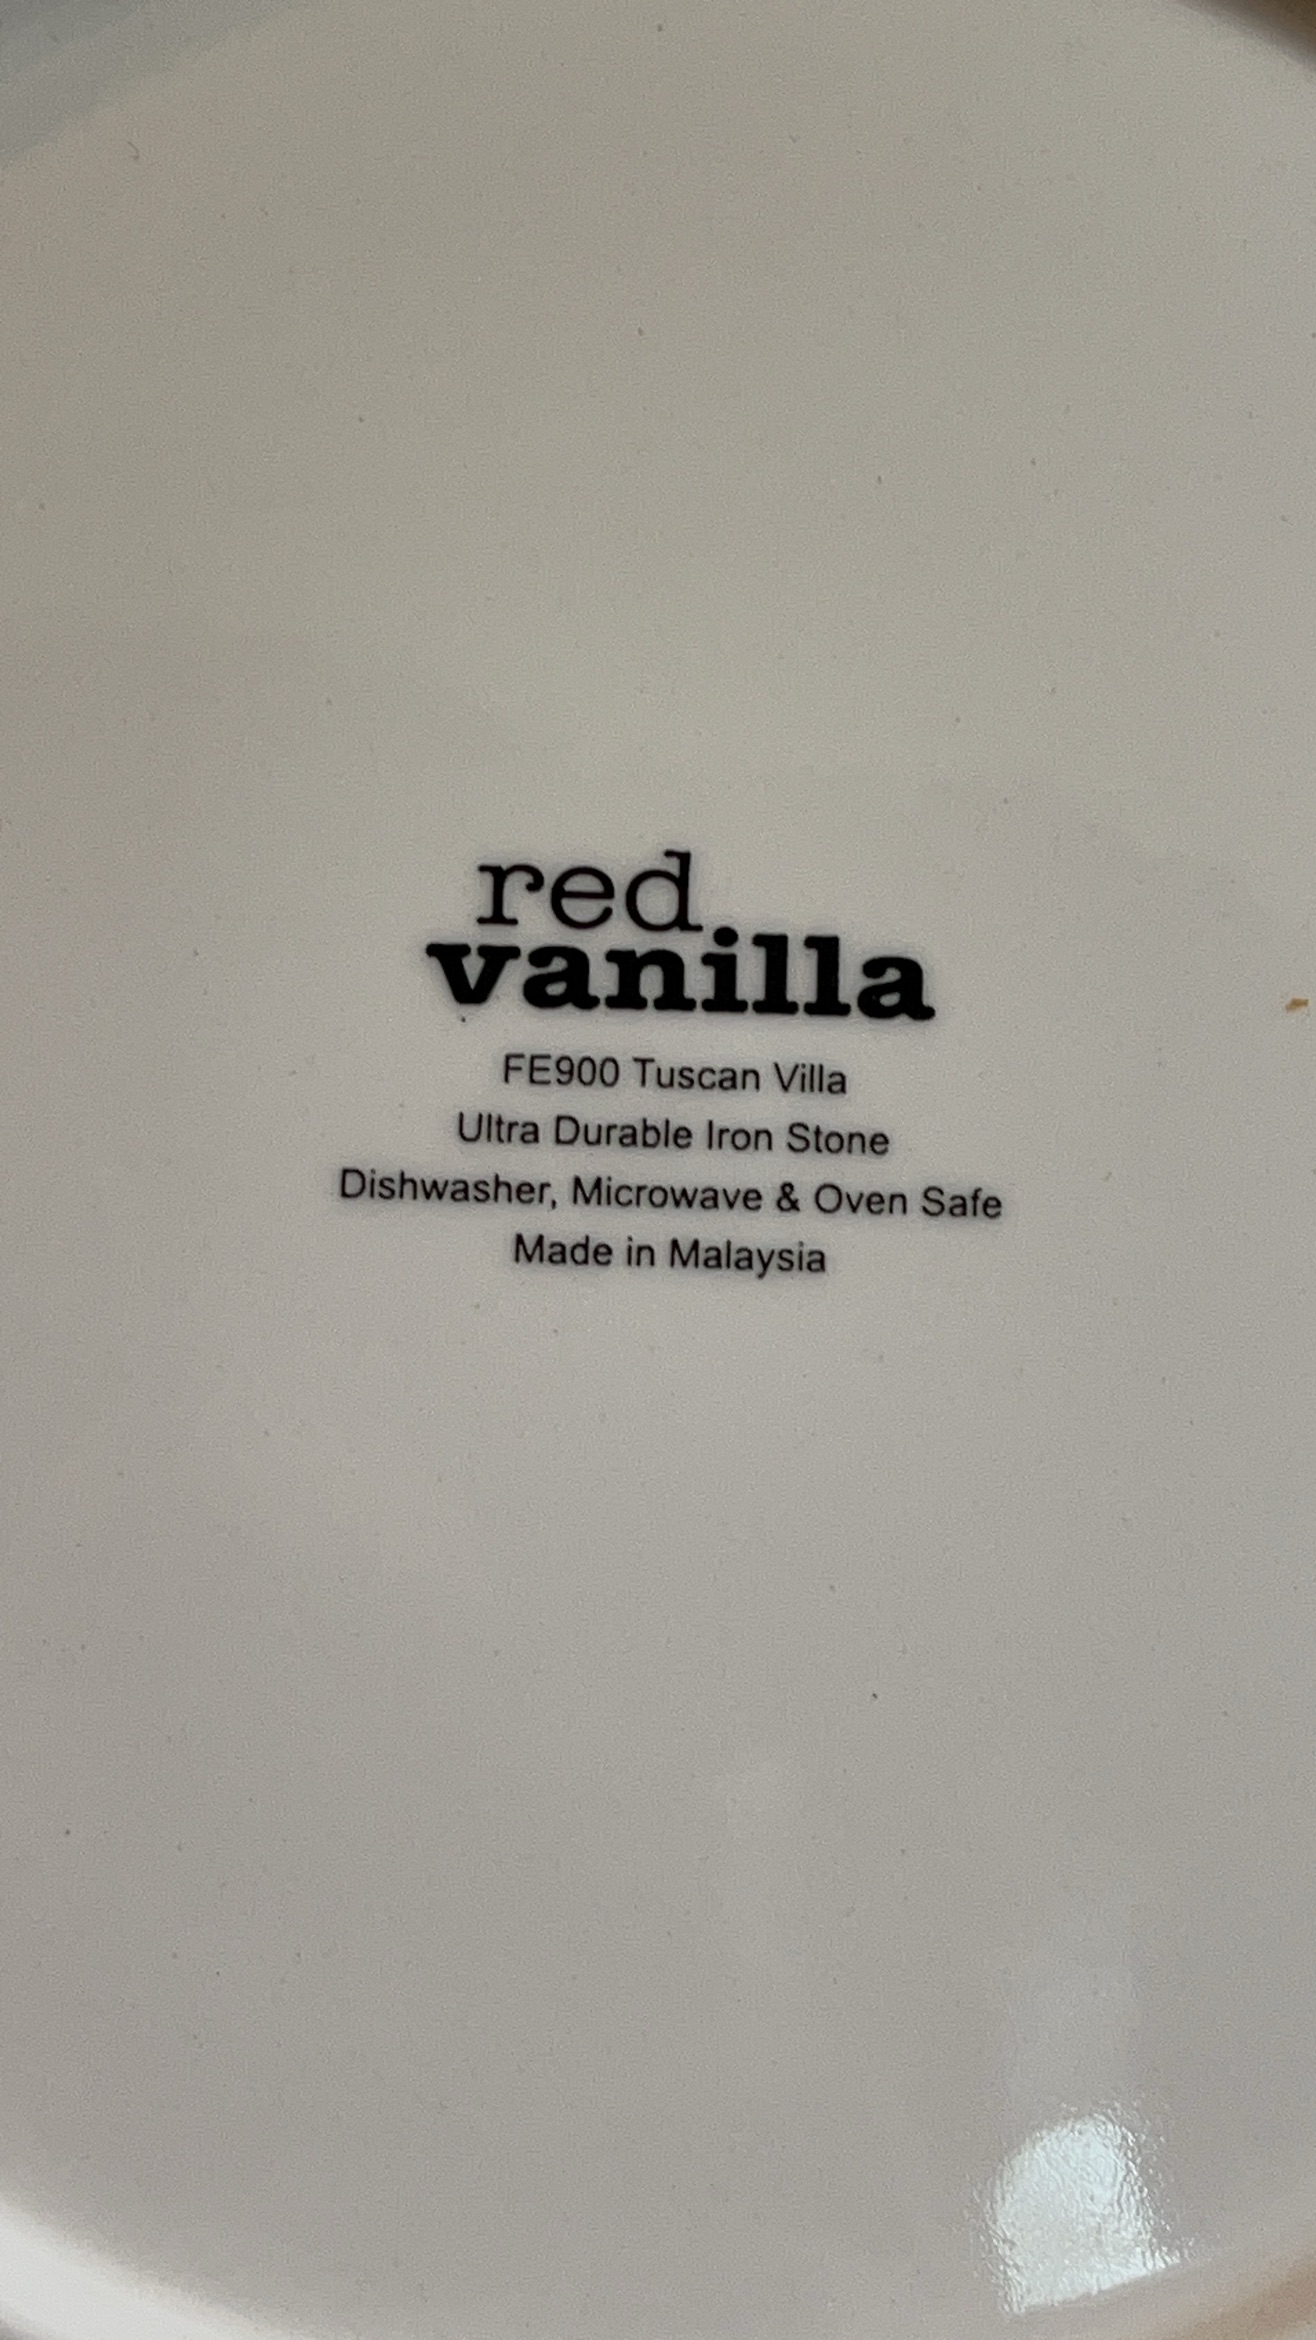 red
vanilla
FE900 Tuscan Villa
Ultra Durable Iron Stone
Dishwasher, Microwave & Oven Safe
Made in Malaysia